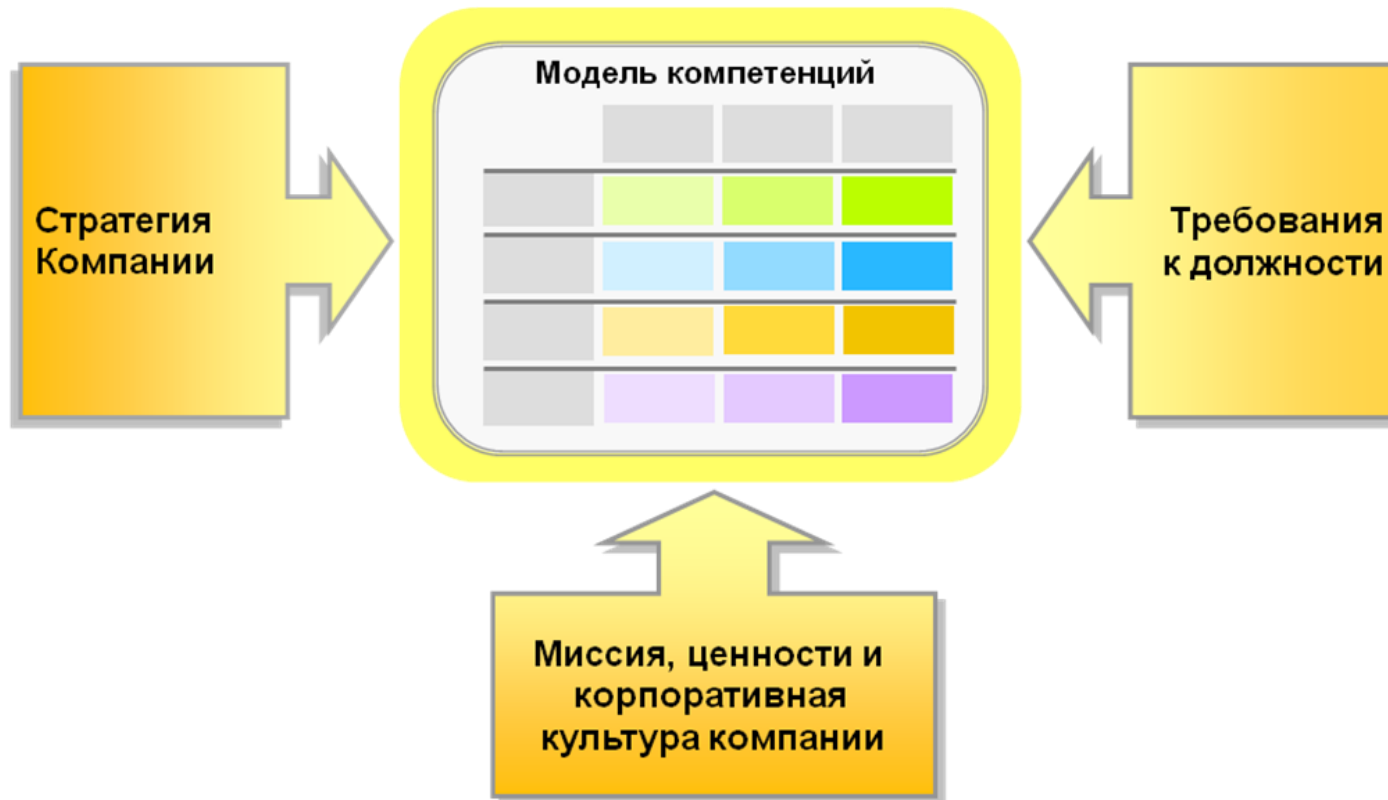 Модель компетенций
Стратегия
Компании
Требования
к должности
Миссия, ценности и
корпоративная
культура компании